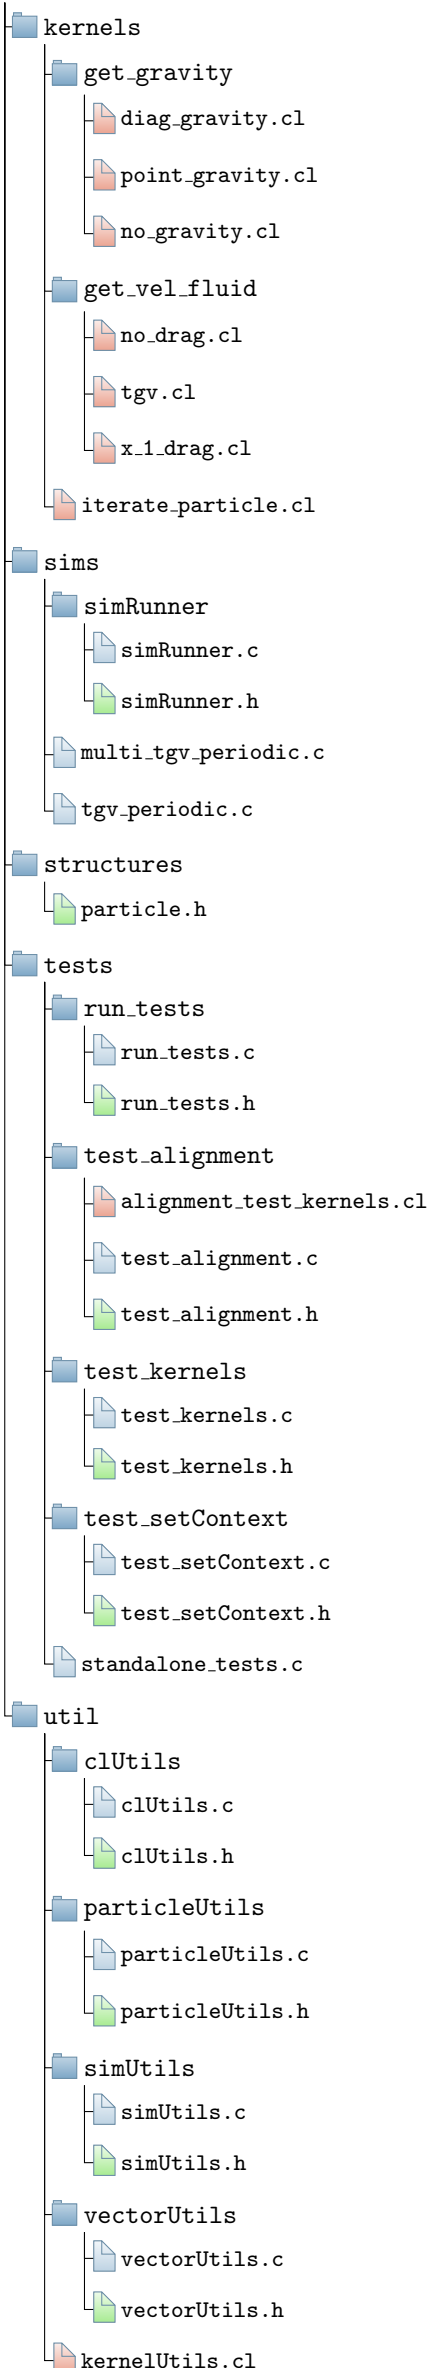 kernels
get_gravity
diag_gravity.cl
point_gravity.cl
no_gravity.cl
get_vel_fluid
no_drag.cl
tgv.cl
x_1_drag.cl
iterate_particle.cl
sims
simRunner
simRunner.c
simRunner.h
multi_tgv_periodic.c
tgv_periodic.c
structures
particle.h
tests
run_tests
run_tests.c
run_tests.h
test_alignment
alignment_test_kernels.cl
test_alignment.c
test_alignment.h
test_kernels
test_kernels.c
test_kernels.h
test_setContext
test_setContext.c
test_setContext.h
standalone_tests.c
util
clUtils
clUtils.c
clUtils.h
particleUtils
particleUtils.c
particleUtils.h
simUtils
simUtils.c
simUtils.h
vectorUtils
vectorUtils.c
vectorUtils.h
kernelUtils.cl